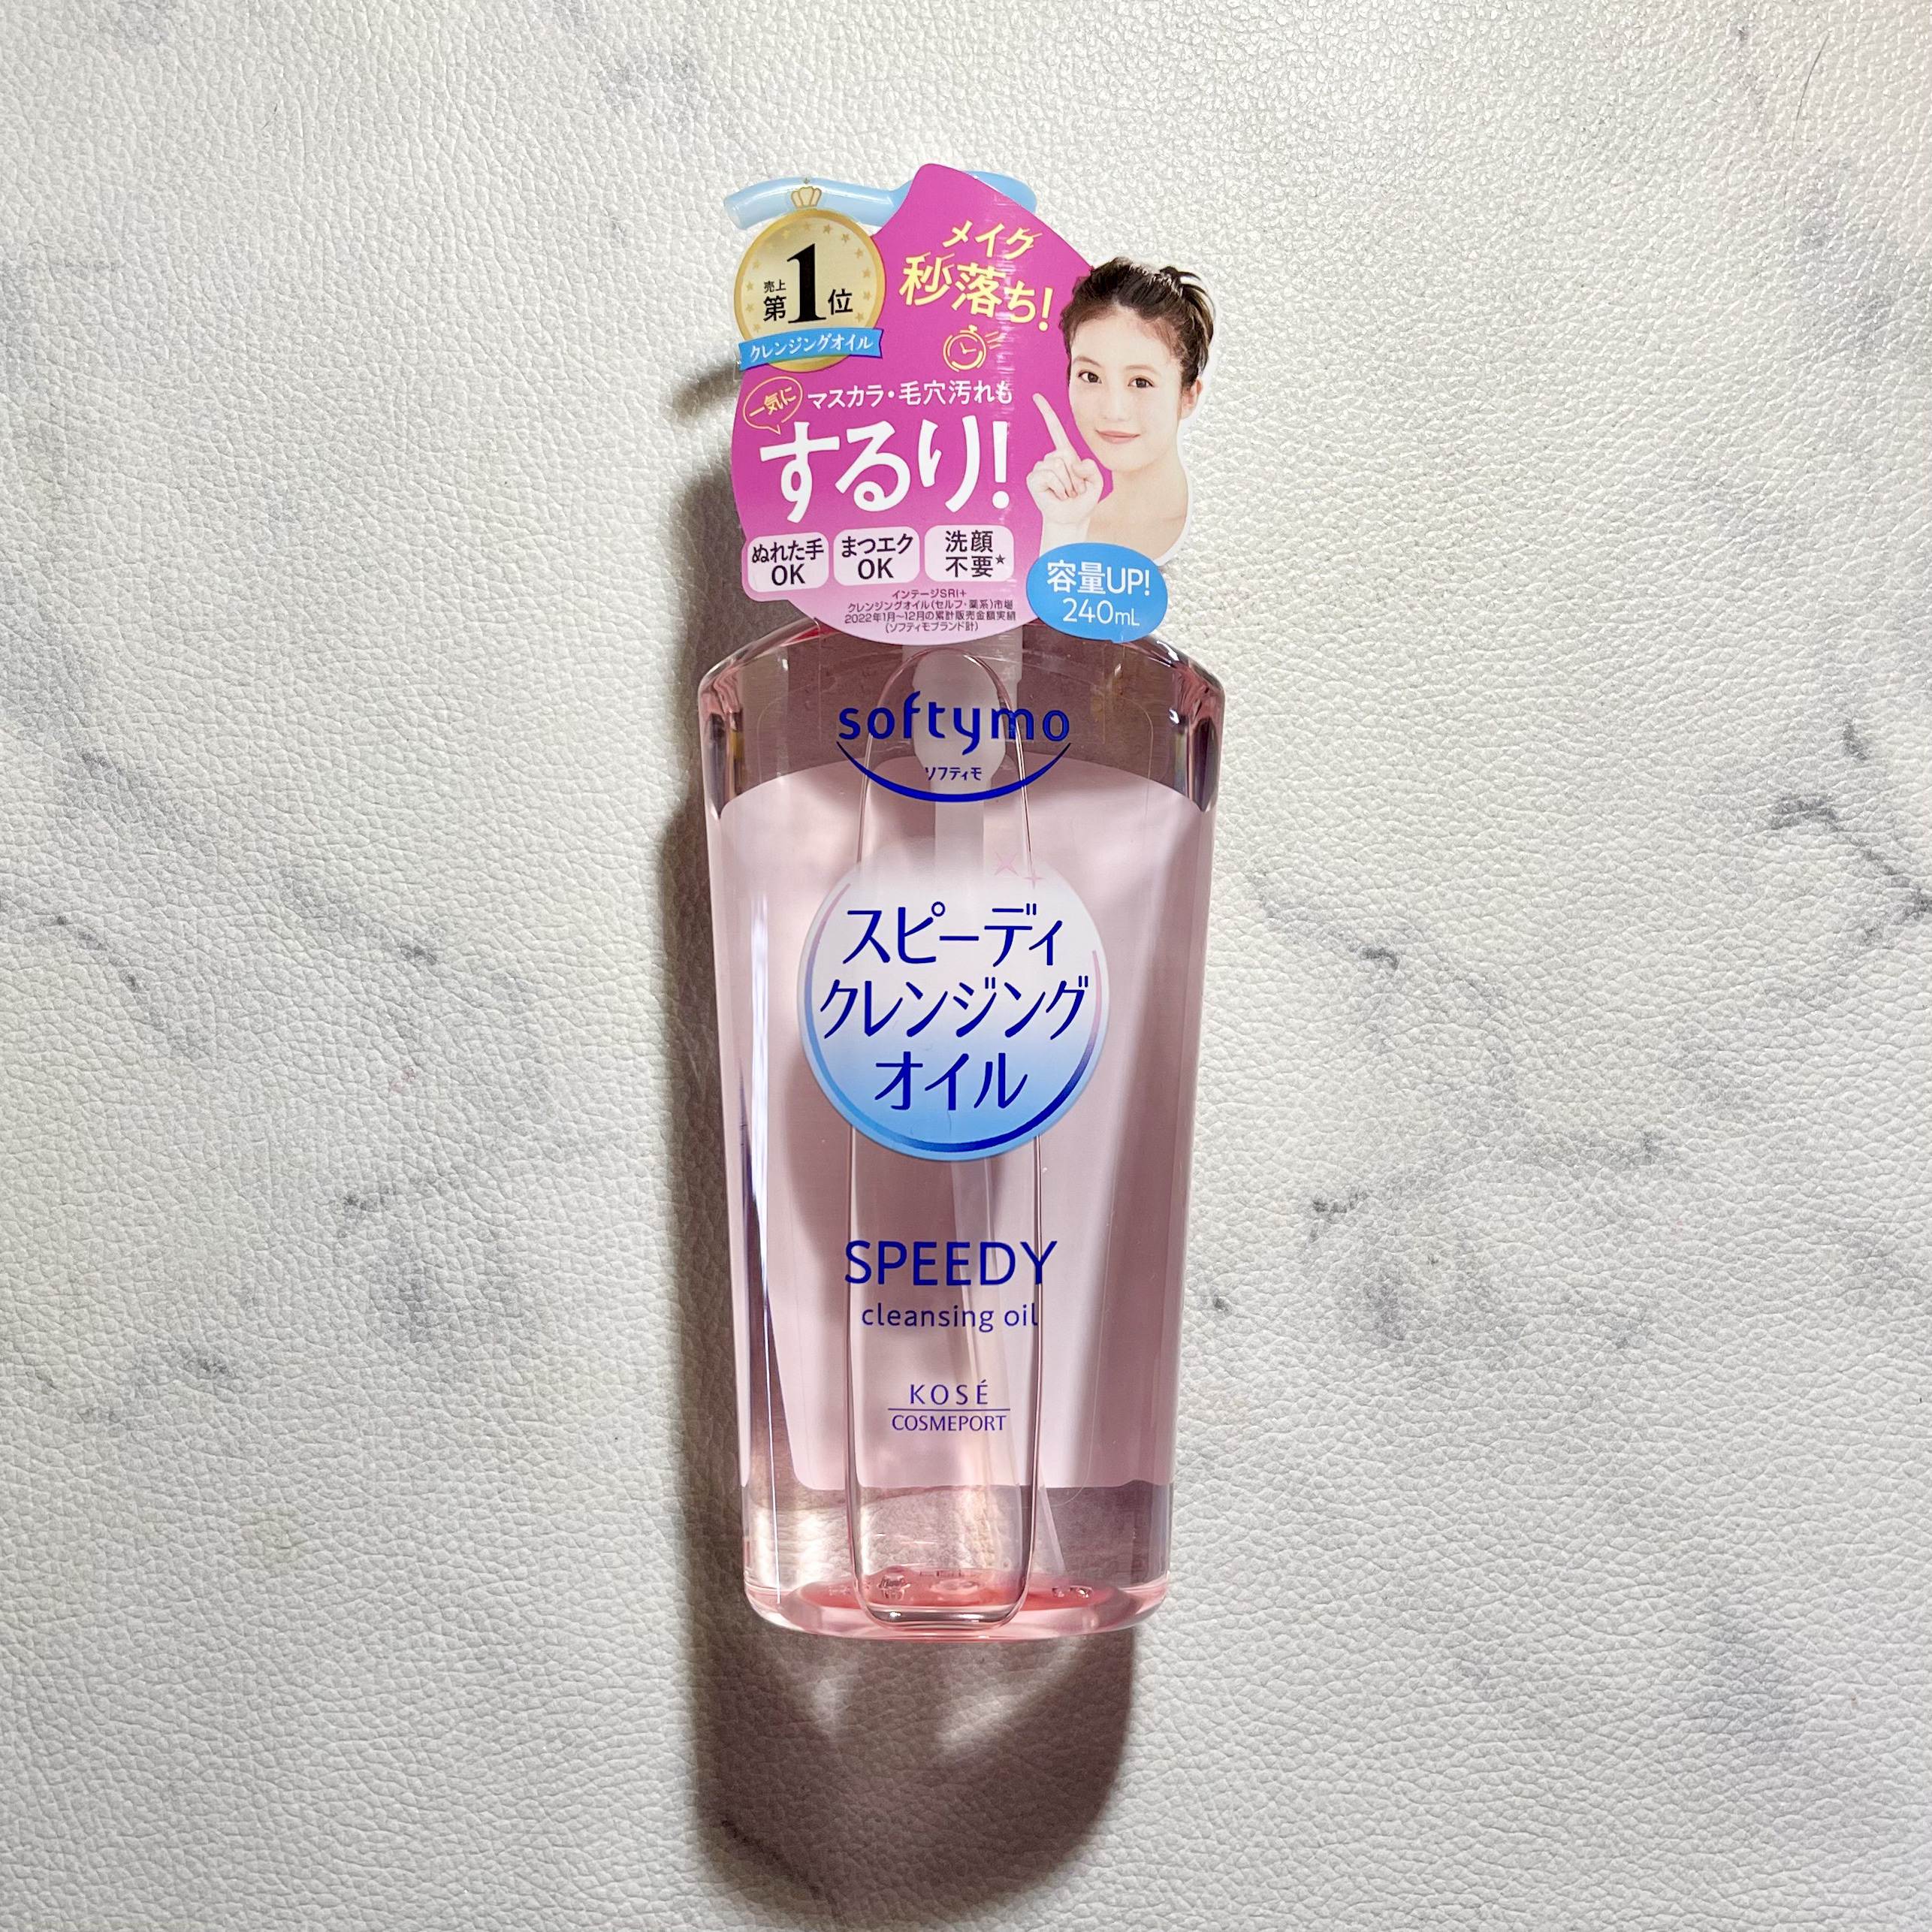 メイク
秒落ち!
売上
第1位
クレンジングオイル
一気に
マスカラ・毛穴汚れも
するり!
ぬれた手
OK
まつエク
OK
洗顔
不要★
インテージSRI+
クレンジングオイル(セルフ・薬系)市場
2022年1月~12月の累計販売金額実績
(ソフティモブランド計)
容量UP!
240mL
softymo
ソフティモ
スピーディ
クレンジング
オイル
SPEEDY
cleansing oil
KOSÉ
COSMEPORT